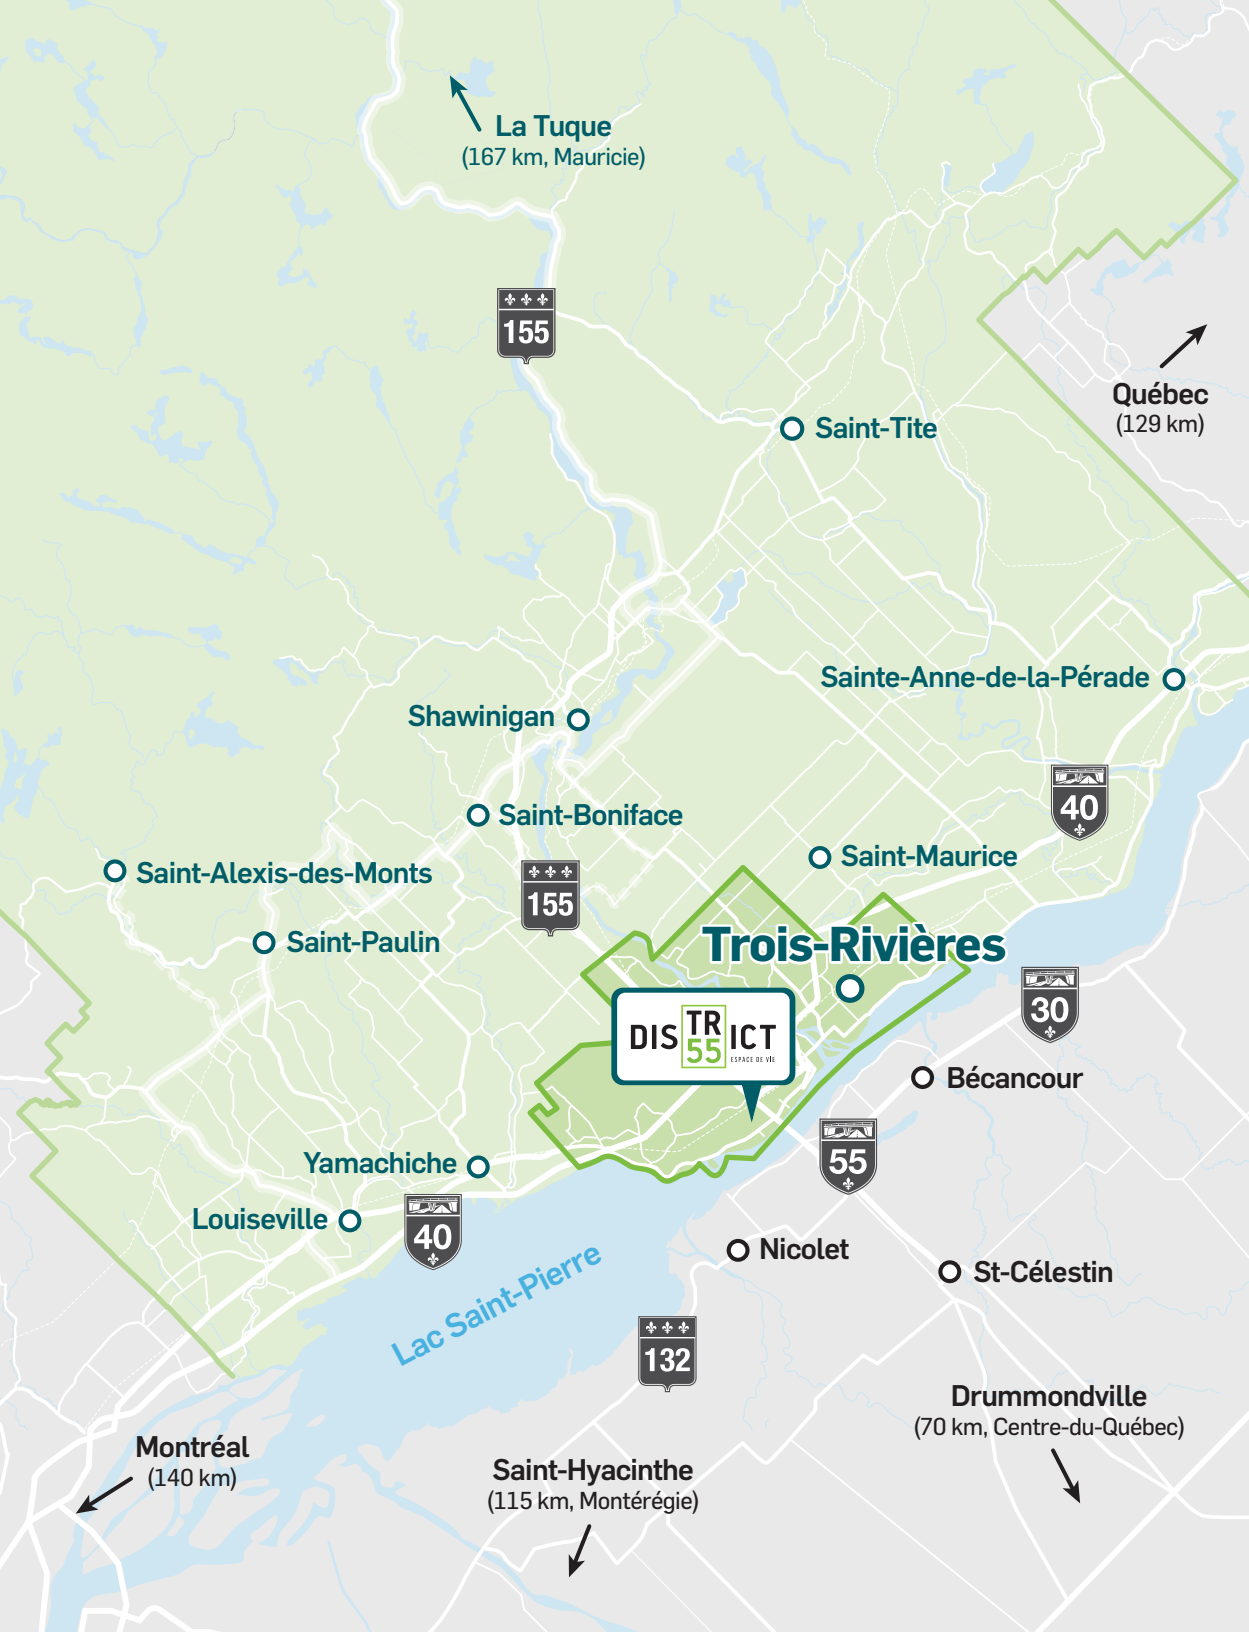 La Tuque
(167 km, Mauricie)
155
Québec
(129 km)
Saint-Tite
Sainte-Anne-de-la-Pérade
Shawinigan
40
Saint-Boniface
Saint-Maurice
Saint-Alexis-des-Monts
155
Saint-Paulin
Trois-Rivières
30
DISTRICT
55
ESPACE DE VIE
Bécancour
55
Yamachiche
Louiseville
40
Nicolet
St-Célestin
Lac Saint-Pierre
132
Drummondville
(70 km, Centre-du-Québec)
Montréal
(140 km)
Saint-Hyacinthe
(115 km, Montérégie)